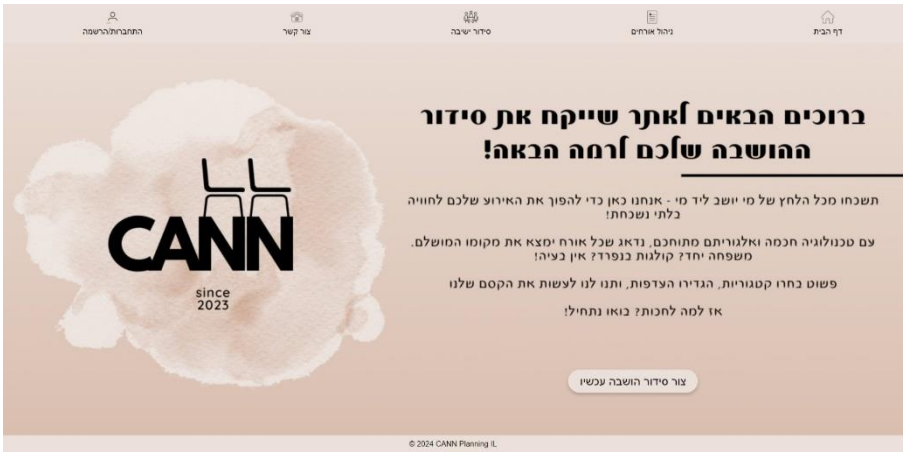 דף הבית
ניהול אורחים
סידור ישיבה
צור קשר
התחברות/הרשמה
ברוכים הבאים לאתר שייקח את סידור
ההושבה שלכם לרמה הבאה!
תשכחו מכל הלחץ של מי יושב ליד מי - אנחנו כאן כדי להפוך את האירוע שלכם לחוויה
בלתי נשכחת!
עם טכנולוגיה חכמה ואלגוריתם מתוחכם, נדאג שכל אורח ימצא את מקומו המושלם.
משפחה יחד? קולגות בנפרד? אין בעיה!
פשוט בחרו קטגוריות, הגדירו העדפות, ותנו לנו לעשות את הקסם שלנו
אז למה לחכות? בואו נתחיל!
צור סידור הושבה עכשיו
CANN
since
2023
© 2024 CANN Planning IL